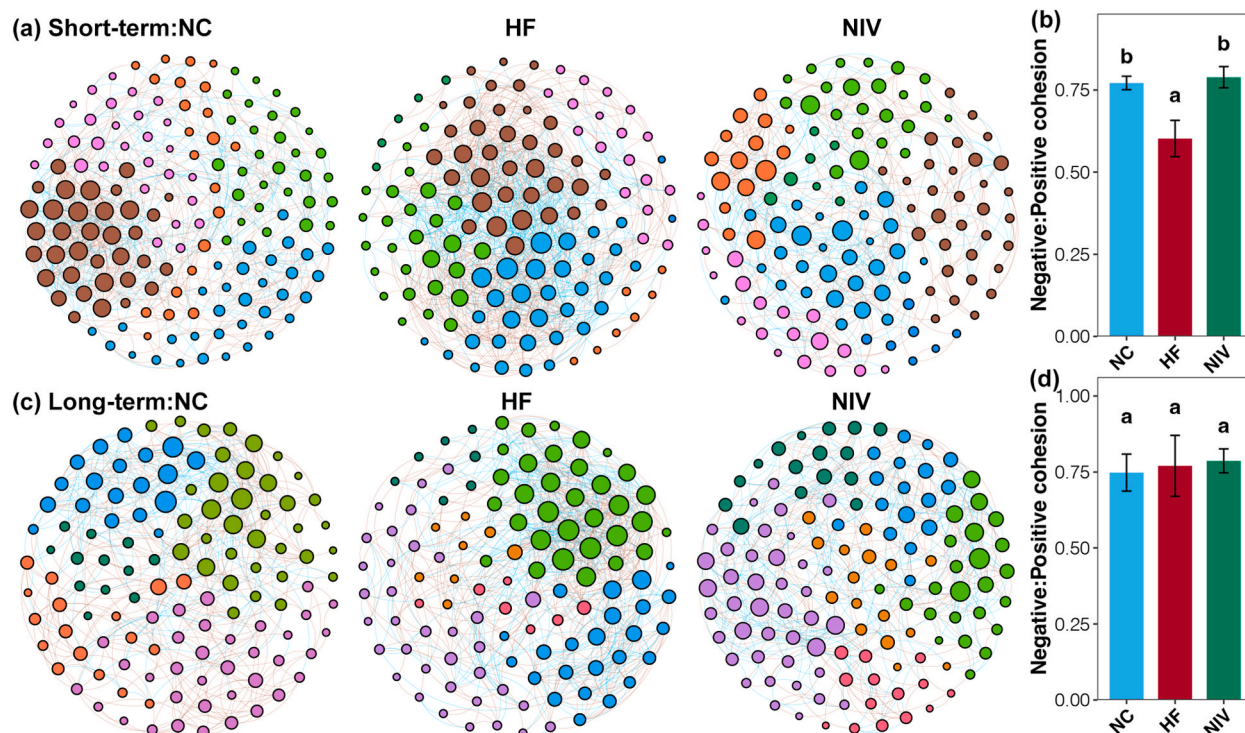 (a) Short-term:NC
HF
NIV
(b)
Negative:Positive cohesion
0.75
0.50
0.25
0.00
b
a
b
NC
HF
NIV
(c) Long-term:NC
HF
NIV
(d)
Negative:Positive cohesion
1.00
0.75
0.50
0.25
0.00
a
a
a
NC
HF
NIV